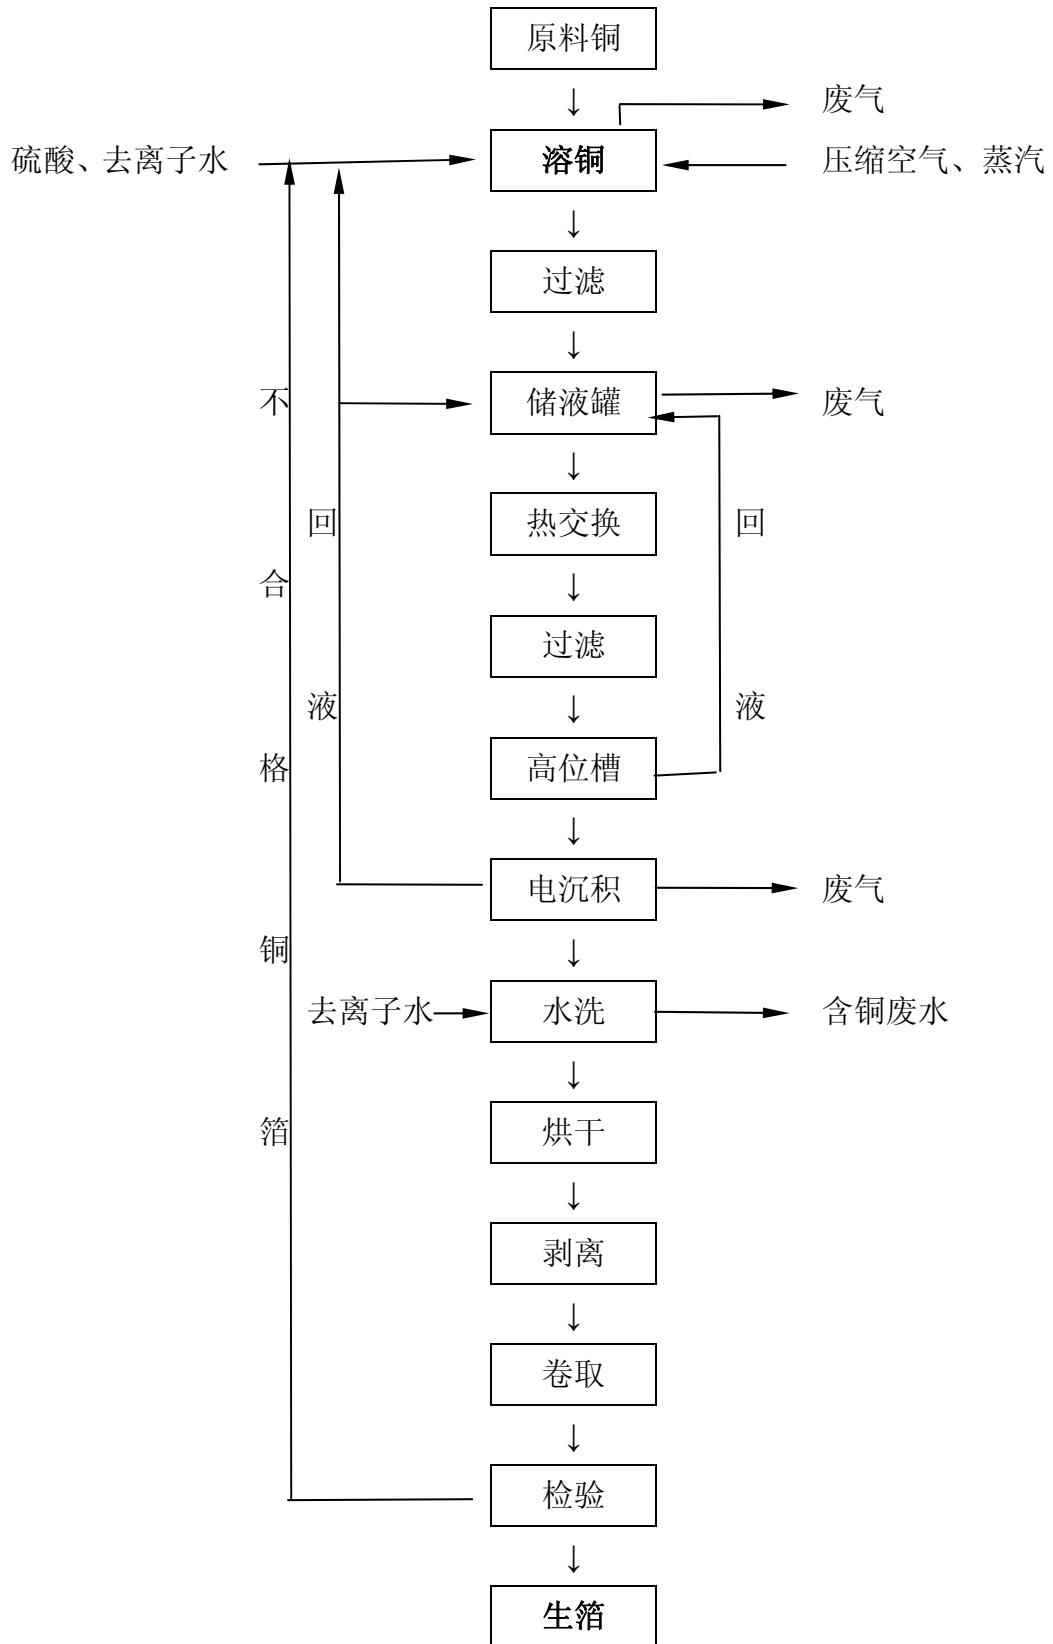 原料铜
废气
硫酸、去离子水
溶铜
压缩空气、蒸汽
过滤
储液罐
废气
热交换
过滤
高位槽
回液
回液
不合格铜箔
电沉积
废气
去离子水
水洗
含铜废水
烘干
剥离
卷取
检验
生箔